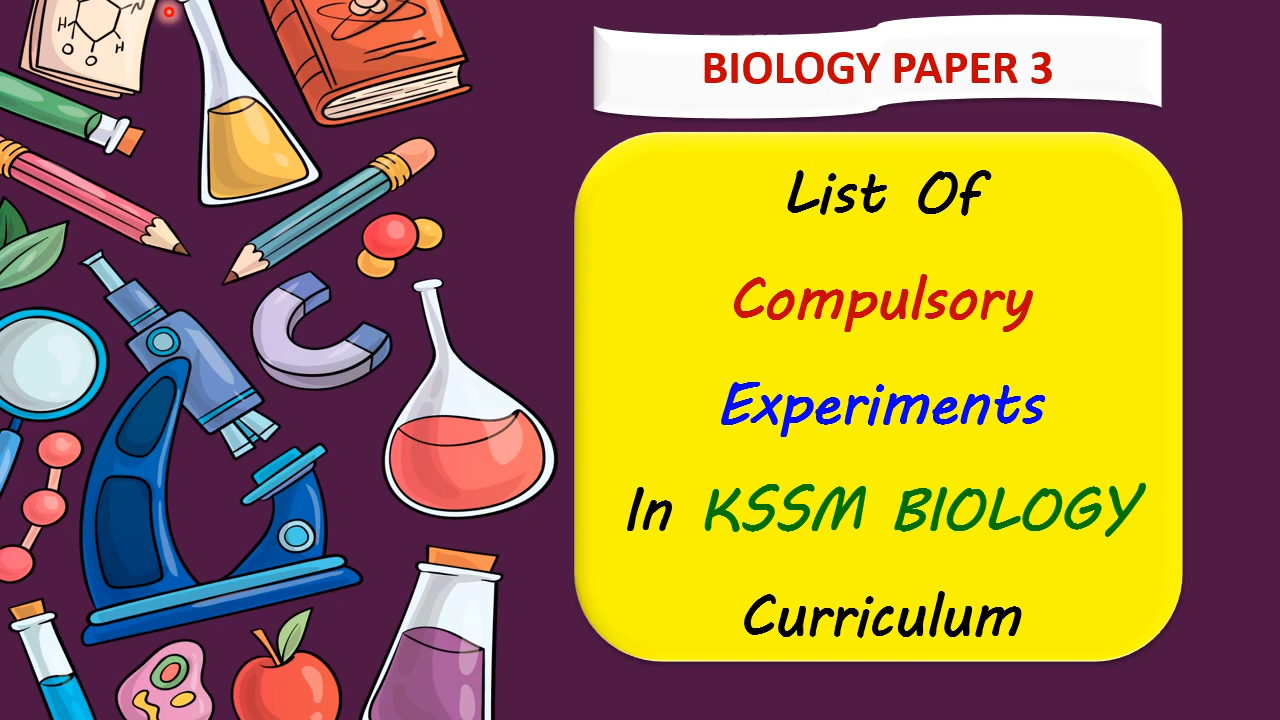 BIOLOGY PAPER 3
List Of
Compulsory
Experiments
In KSSM BIOLOGY
Curriculum
H
O
O
H
N